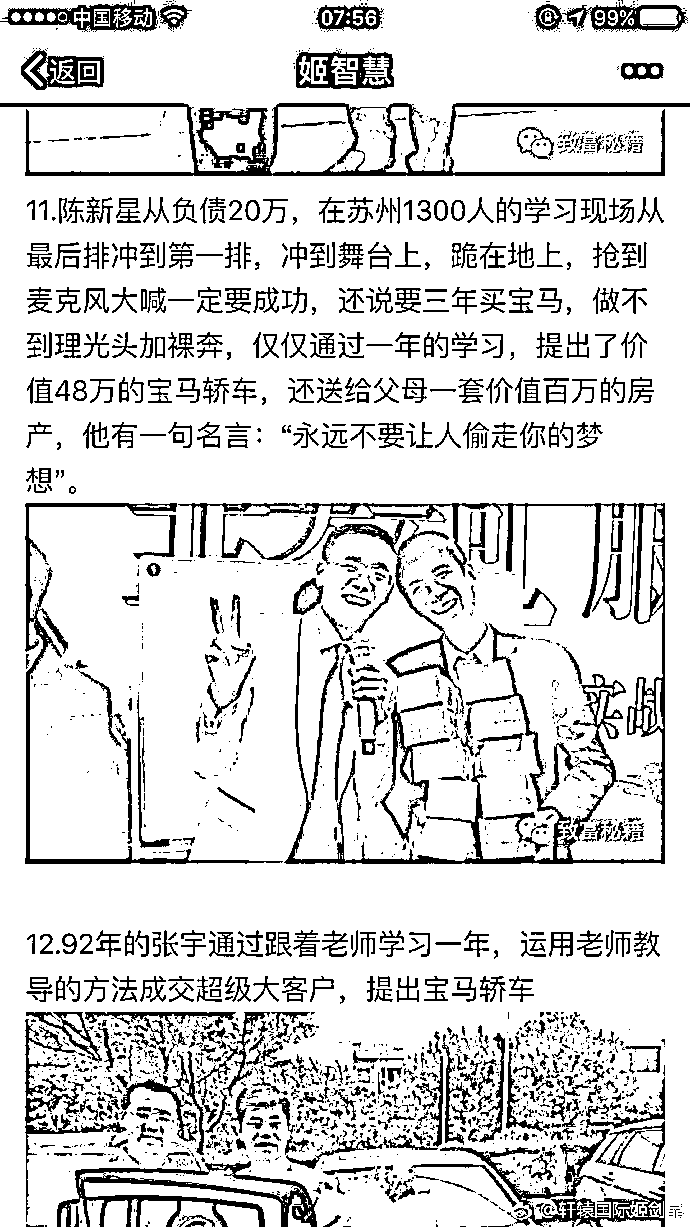 中国移动 07:56 99%
返回 姬智慧
致富秘籍
11.陈新星从负债20万，在苏州1300人的学习现场从
最后排冲到第一排，冲到舞台上，跪在地上，抢到
麦克风大喊一定要成功，还说要三年买宝马，做不
到理光头加裸奔，仅仅通过一年的学习，提出了价
值48万的宝马轿车，还送给父母一套价值百万的房
产，他有一句名言：“永远不要让人偷走你的梦
想”。
实战
致富秘籍
12.92年的张宇通过跟着老师学习一年，运用老师教
导的方法成交超级大客户，提出宝马轿车
@轩辕国际姬剑晶